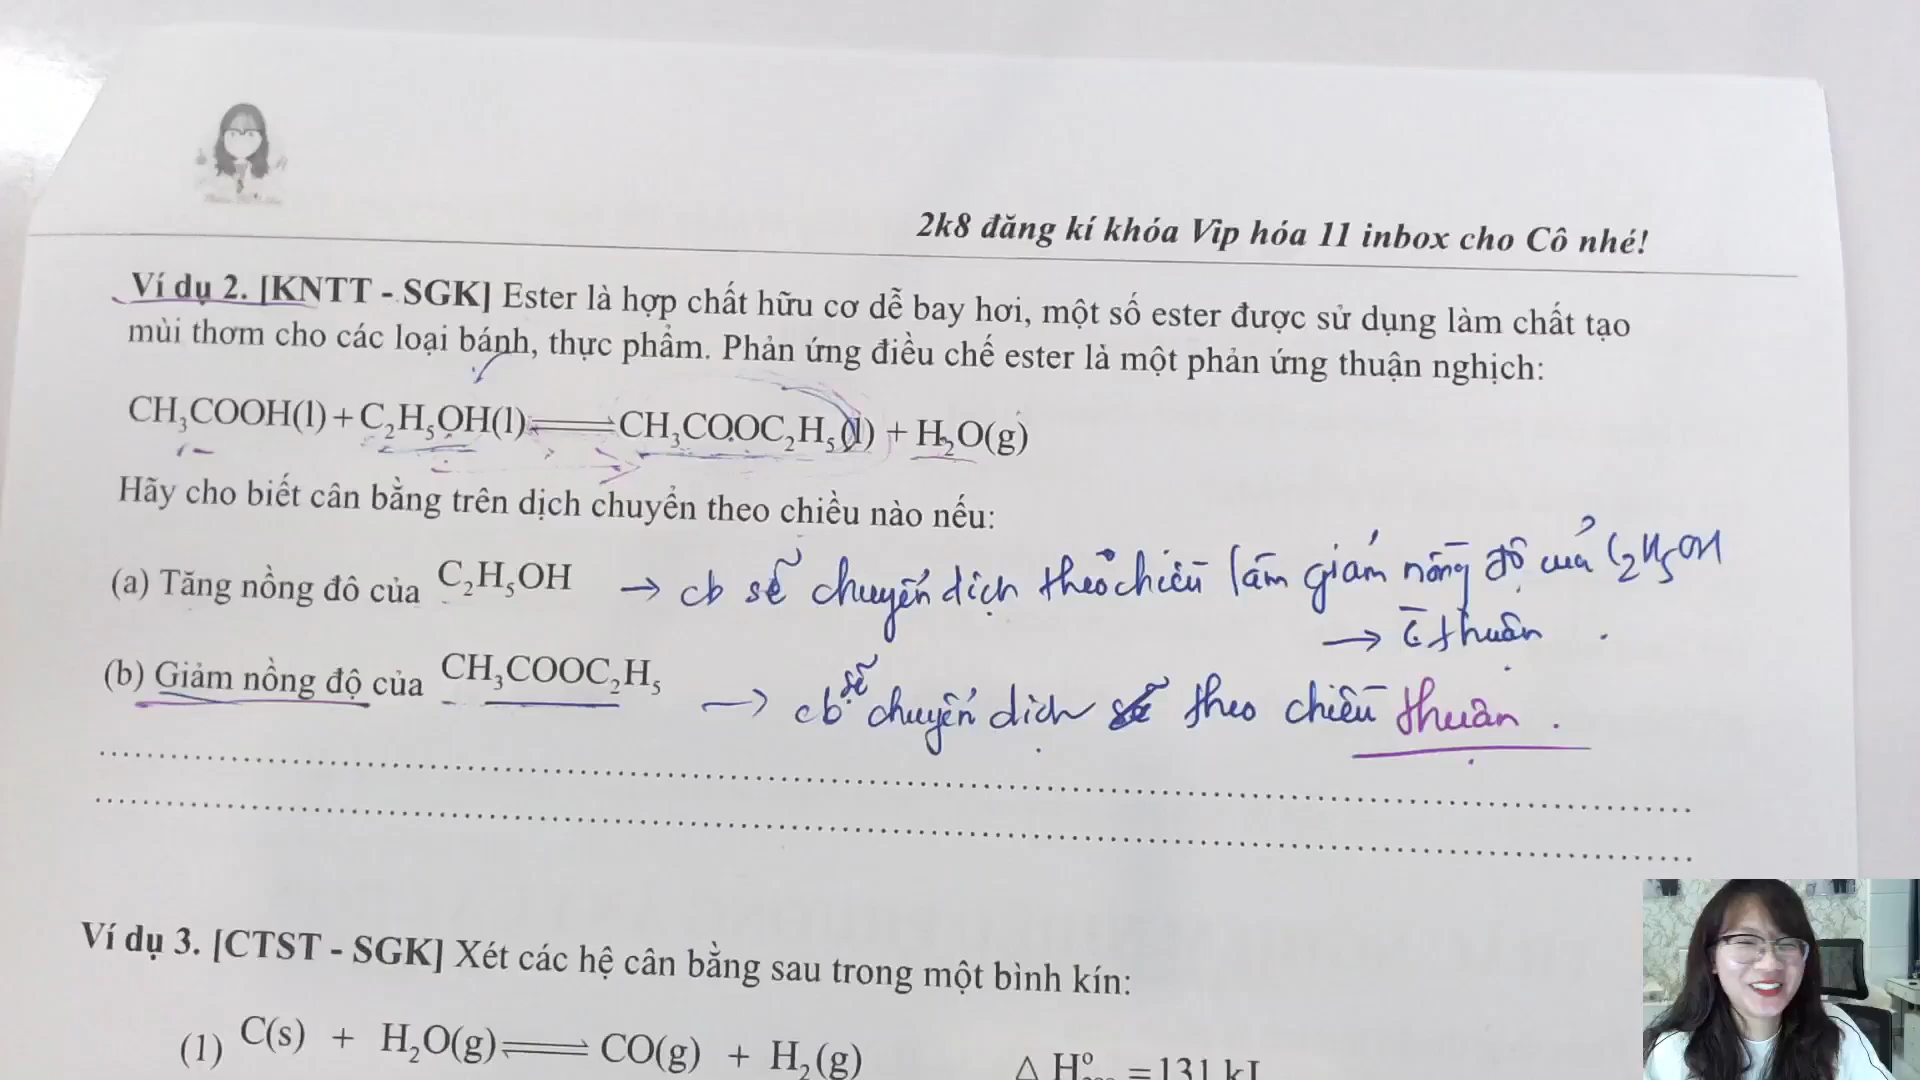 2k8 đăng kí khóa Vip hóa 11 inbox cho Cô nhé!
Ví dụ 2. [KNTT - SGK] Ester là hợp chất hữu cơ dễ bay hơi, một số ester được sử dụng làm chất tạo
mùi thơm cho các loại bánh, thực phẩm. Phản ứng điều chế ester là một phản ứng thuận nghịch:
CH₃COOH(l) + C₂H₅OH(l) ⇌ CH₃COOC₂H₅(l) + H₂O(g)
Hãy cho biết cân bằng trên dịch chuyển theo chiều nào nếu:
(a) Tăng nồng đô của C₂H₅OH → cb sẽ chuyển dịch theo chiều làm giảm nồng độ của C₂H₅OH
→ c thuận.
(b) Giảm nồng độ của CH₃COOC₂H₅ → cb sẽ chuyển dịch theo chiều thuận.
Ví dụ 3. [CTST - SGK] Xét các hệ cân bằng sau trong một bình kín:
(1) C(s) + H₂O(g) ⇌ CO(g) + H₂(g) △ H° = 131 kJ